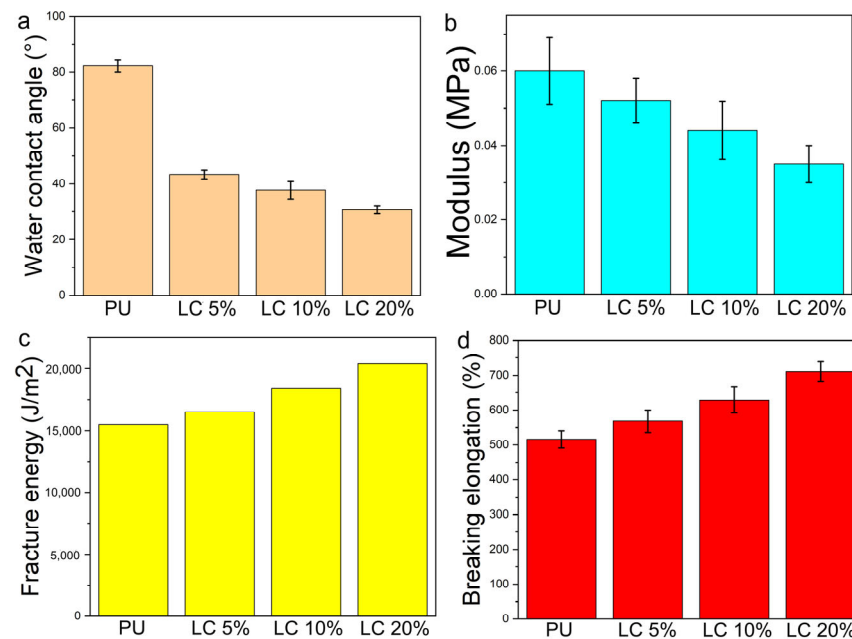 a
Water contact angle (°)
100
80
60
40
20
0
PU LC 5% LC 10% LC 20%
b
Modulus (MPa)
0.06
0.04
0.02
0.00
PU LC 5% LC 10% LC 20%
c
Fracture energy (J/m2)
20,000
15,000
10,000
5,000
0
PU LC 5% LC 10% LC 20%
d
Breaking elongation (%)
800
700
600
500
400
300
200
100
0
PU LC 5% LC 10% LC 20%